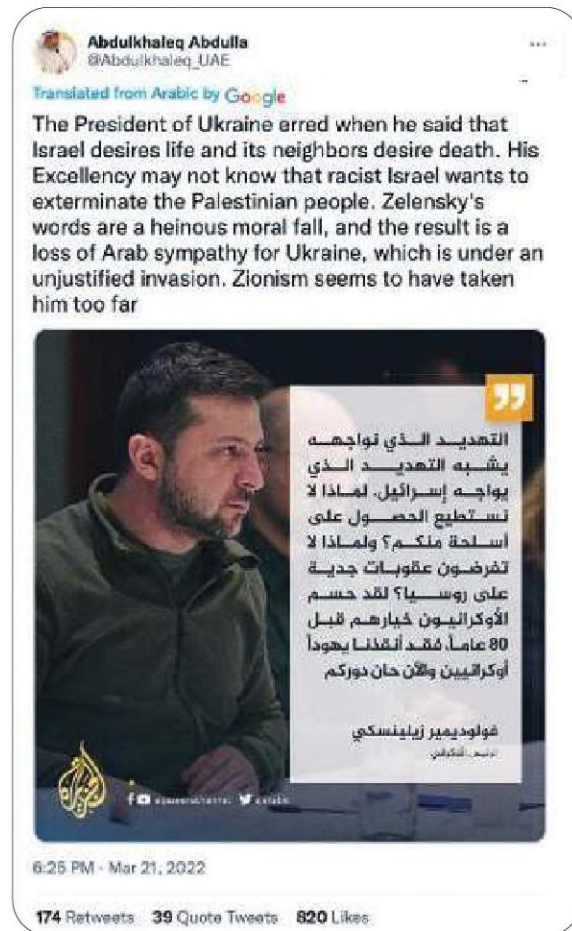 Abdulkhaleq Abdulla
@Abdulkhaleq_UAE
Translated from Arabic by Google
The President of Ukraine erred when he said that
Israel desires life and its neighbors desire death. His
Excellency may not know that racist Israel wants to
exterminate the Palestinian people. Zelensky's
words are a heinous moral fall, and the result is a
loss of Arab sympathy for Ukraine, which is under an
unjustified invasion. Zionism seems to have taken
him too far
التهديد الذي نواجهه
يشبه التهديد الذي
يواجه إسرائيل. لماذا لا
نستطيع الحصول على
أسلحة منكم؟ ولماذا لا
تفرضون عقوبات جدية
على روسيا؟ لقد حسم
الأوكرانيون خيارهم قبل
80 عاماً، فقد أنقذنا يهوداً
أوكرانيين والآن حان دوركم
فولوديمير زيلينسكي
الجزيرة
6:25 PM · Mar 21, 2022
174 Retweets 39 Quote Tweets 820 Likes